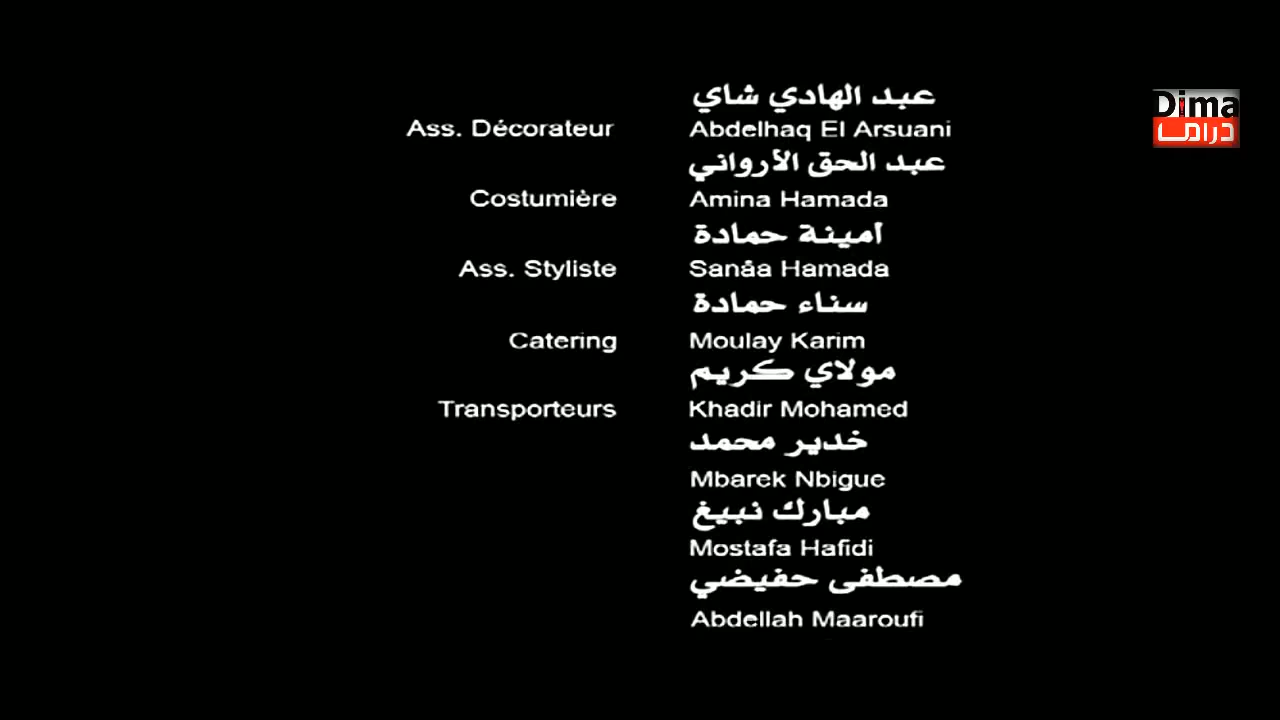 عبد الهادي شاي
Ass. Décorateur Abdelhaq El Arsuani
عبد الحق الأرواني
Costumière Amina Hamada
أمينة حمادة
Ass. Styliste Sanâa Hamada
سناء حمادة
Catering Moulay Karim
مولاي كريم
Transporteurs Khadir Mohamed
خدير محمد
Mbarek Nbigue
مبارك نبيغ
Mostafa Hafidi
مصطفى حفيضي
Abdellah Maaroufi
Dima
دراما